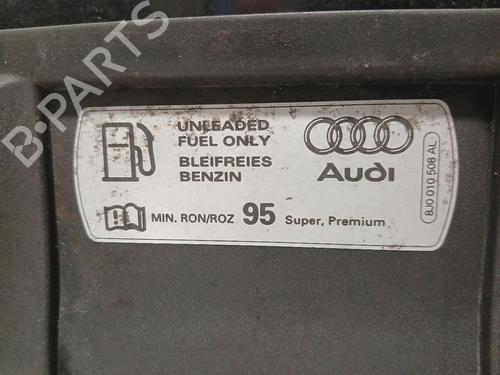 UNLEADED
FUEL ONLY
BLEIFREIES
BENZIN
MIN. RON/ROZ 95 Super, Premium
Audi
8J0 010 508 AL
B-PARTS